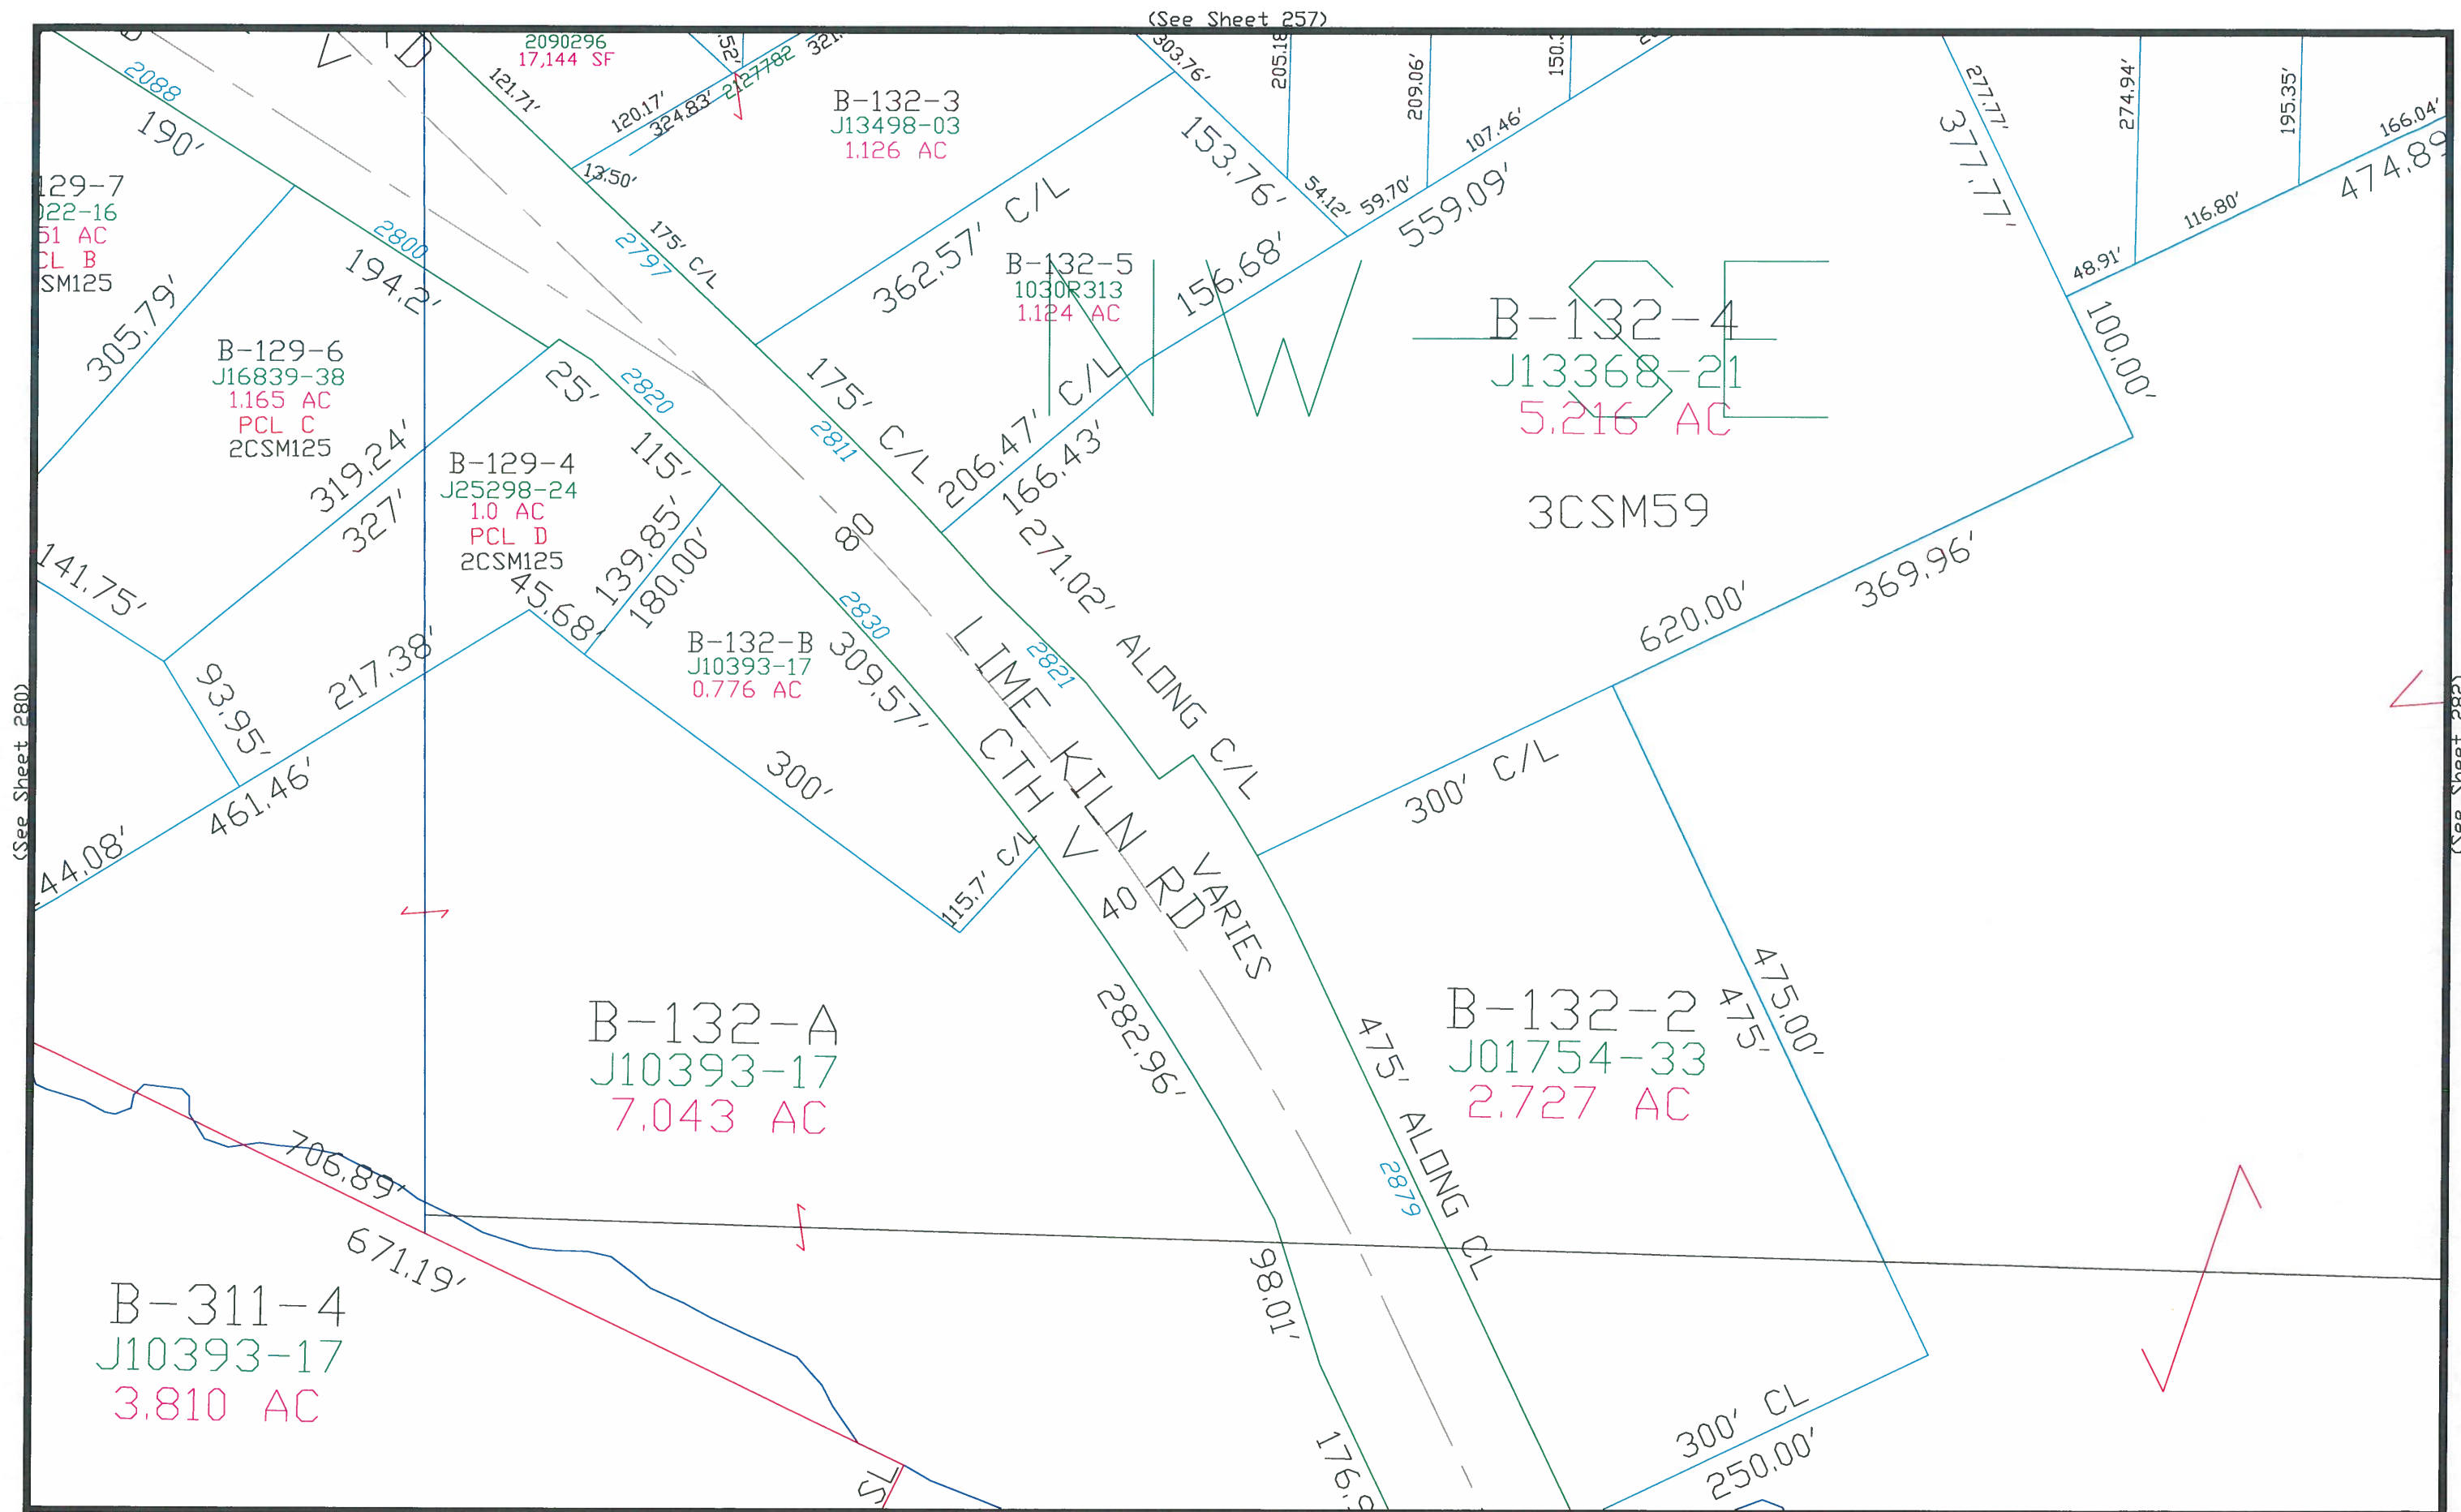 (See Sheet 257)
V D
2090296
17,144 SF
.52'
2127782
321.
303.76'
205.18
209.06'
150.3
277.77'
377.77'
274.94'
195.35'
166.04'
474.89
2088
190'
121.71'
120.17'
324.83'
13.50'
B-132-3
J13498-03
1.126 AC
153.76'
54.12'
59.70'
107.46'
559.09'
116.80'
48.91'
100.00'
129-7
022-16
51 AC
CL B
SM125
2800
194.2'
305.79'
175' C/L
2797
362.57' C/L
B-132-5
1030R313
1.124 AC
156.68'
NW - SE
B-132-4
J13368-21
5.216 AC
3CSM59
B-129-6
J16839-38
1.165 AC
PCL C
2CSM125
319.24'
327'
25'
2820
115'
175' C/L
2811
206.47' C/L
166.43'
B-129-4
J25298-24
1.0 AC
PCL D
2CSM125
45.68'
139.85'
180.00'
80
271.02' ALONG C/L
141.75'
93.95'
217.38'
461.46'
44.08'
B-132-B
J10393-17
0.776 AC
2830
309.57'
300'
115.7' C/L
LIME KILN RD
CTH V
40
VARIES
2821
620.00'
369.96'
300' C/L
(See Sheet 280)
(See Sheet 282)
B-132-A
J10393-17
7.043 AC
282.96'
B-132-2
J01754-33
2.727 AC
475.00'
475'
475' ALONG CL
2879
706.89'
671.19'
B-311-4
J10393-17
3.810 AC
98.01'
176.9
SL
300' CL
250.00'